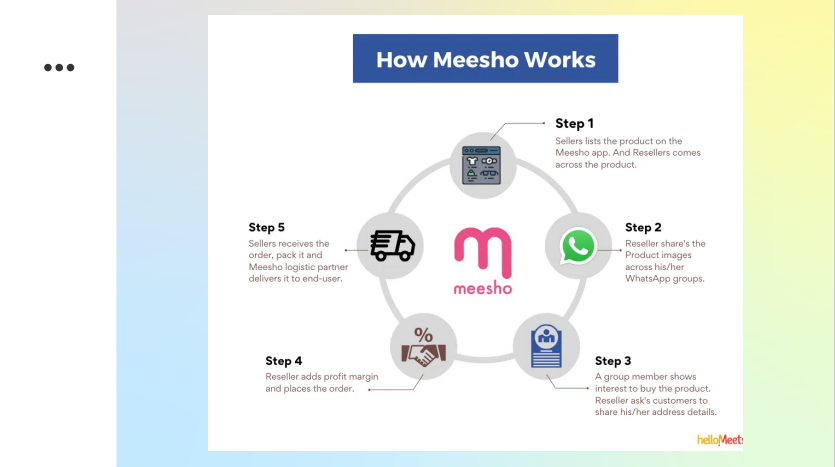 How Meesho Works
Step 1
Sellers lists the product on the
Meesho app. And Resellers comes
across the product.
Step 2
Reseller share's the
Product images
across his/her
WhatsApp groups.
Step 3
A group member shows
interest to buy the product.
Reseller ask's customers to
share his/her address details.
Step 4
Reseller adds profit margin
and places the order.
Step 5
Sellers receives the
order, pack it and
Meesho logistic partner
delivers it to end-user.
meesho
%
helloMeets